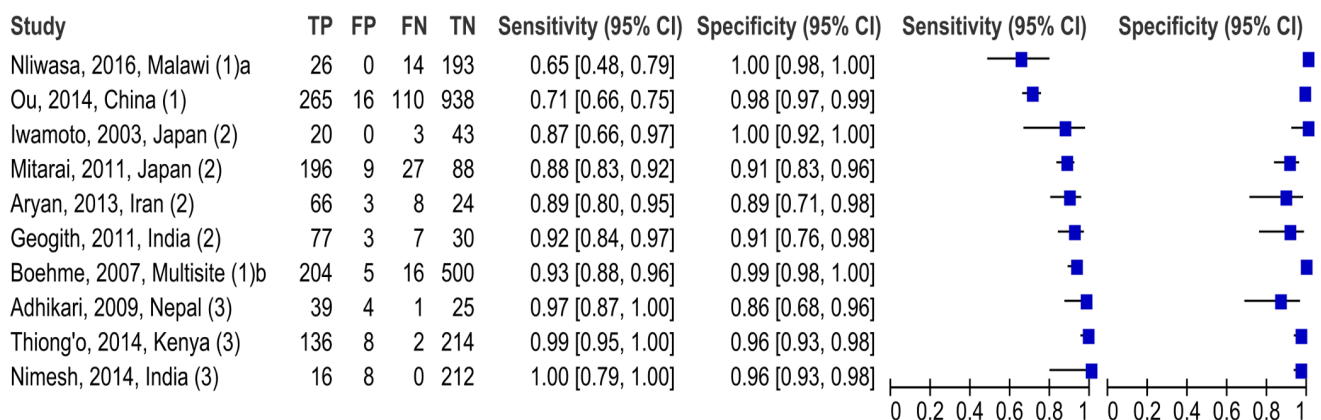 Study TP FP FN TN Sensitivity (95% CI) Specificity (95% CI) Sensitivity (95% CI) Specificity (95% CI)
Nliwasa, 2016, Malawi (1)a 26 0 14 193 0.65 [0.48, 0.79] 1.00 [0.98, 1.00]
Ou, 2014, China (1) 265 16 110 938 0.71 [0.66, 0.75] 0.98 [0.97, 0.99]
Iwamoto, 2003, Japan (2) 20 0 3 43 0.87 [0.66, 0.97] 1.00 [0.92, 1.00]
Mitarai, 2011, Japan (2) 196 9 27 88 0.88 [0.83, 0.92] 0.91 [0.83, 0.96]
Aryan, 2013, Iran (2) 66 3 8 24 0.89 [0.80, 0.95] 0.89 [0.71, 0.98]
Geogith, 2011, India (2) 77 3 7 30 0.92 [0.84, 0.97] 0.91 [0.76, 0.98]
Boehme, 2007, Multisite (1)b 204 5 16 500 0.93 [0.88, 0.96] 0.99 [0.98, 1.00]
Adhikari, 2009, Nepal (3) 39 4 1 25 0.97 [0.87, 1.00] 0.86 [0.68, 0.96]
Thiong'o, 2014, Kenya (3) 136 8 2 214 0.99 [0.95, 1.00] 0.96 [0.93, 0.98]
Nimesh, 2014, India (3) 16 8 0 212 1.00 [0.79, 1.00] 0.96 [0.93, 0.98]
0 0.2 0.4 0.6 0.8 1 0 0.2 0.4 0.6 0.8 1